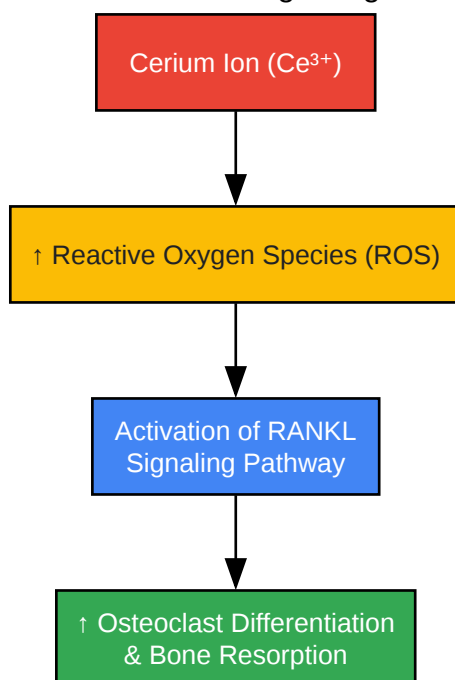 Cerium Ion (Ce³⁺)
↑ Reactive Oxygen Species (ROS)
Activation of RANKL
Signaling Pathway
↑ Osteoclast Differentiation
& Bone Resorption